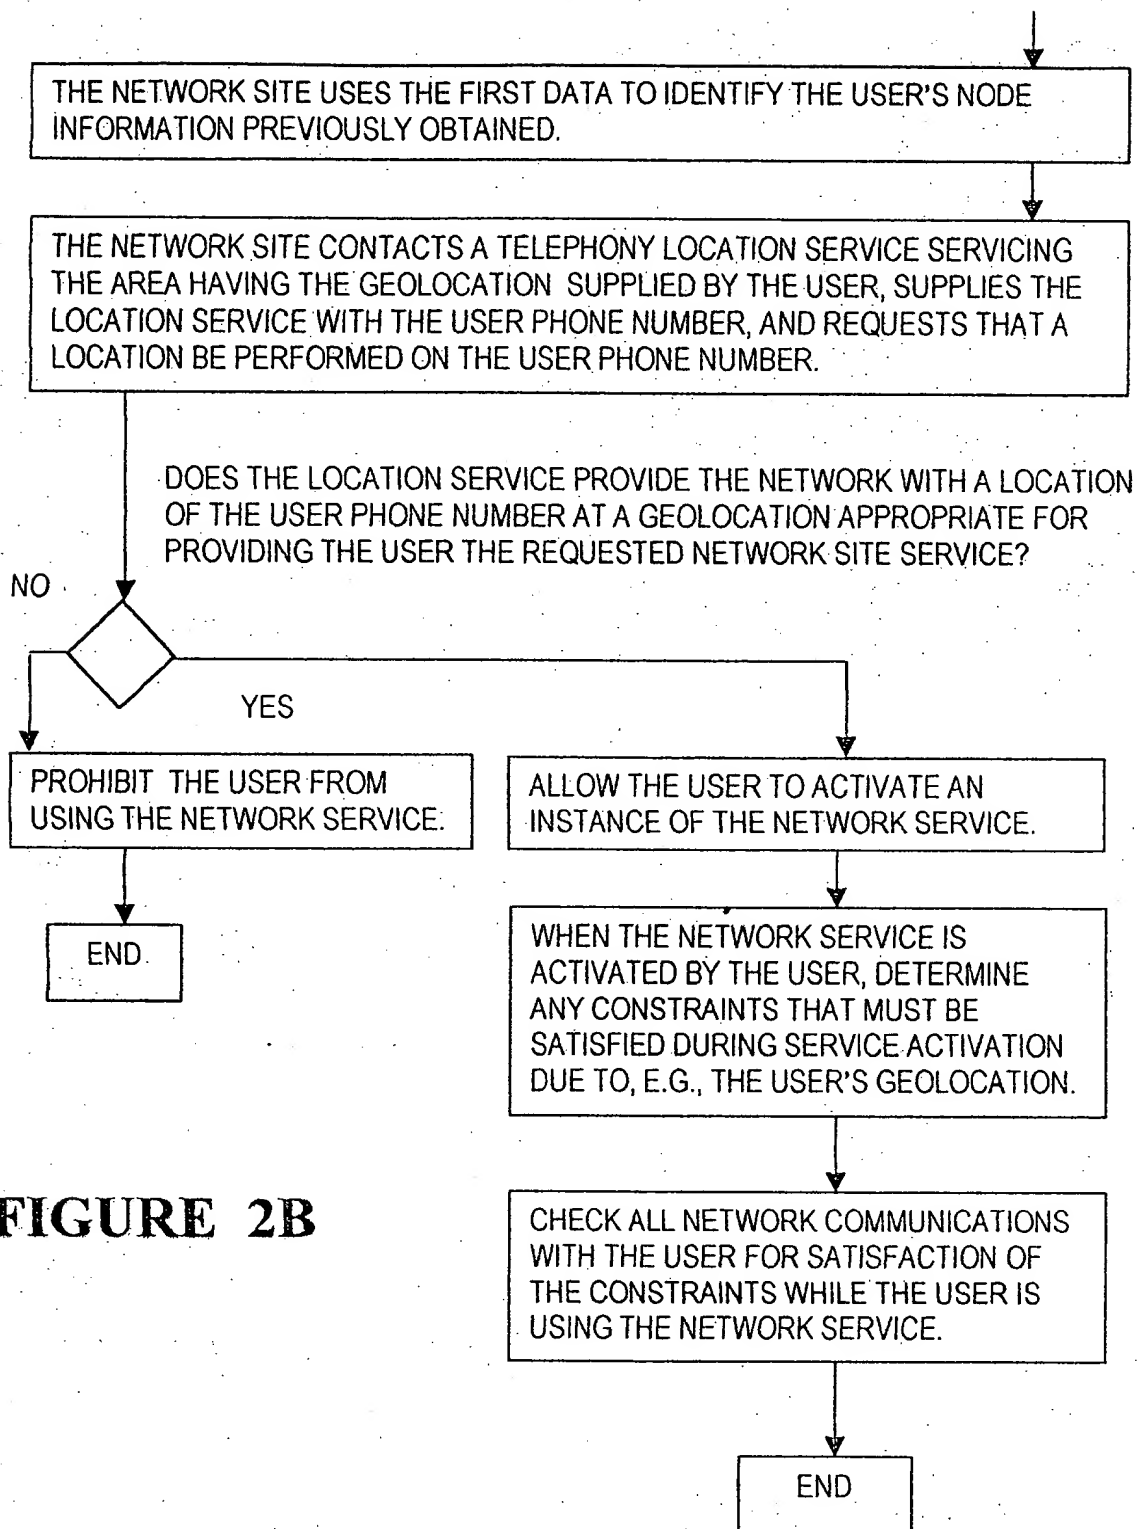 THE NETWORK SITE USES THE FIRST DATA TO IDENTIFY THE USER'S NODE
INFORMATION PREVIOUSLY OBTAINED.
THE NETWORK SITE CONTACTS A TELEPHONY LOCATION SERVICE SERVICING
THE AREA HAVING THE GEOLOCATION SUPPLIED BY THE USER, SUPPLIES THE
LOCATION SERVICE WITH THE USER PHONE NUMBER, AND REQUESTS THAT A
LOCATION BE PERFORMED ON THE USER PHONE NUMBER.
DOES THE LOCATION SERVICE PROVIDE THE NETWORK WITH A LOCATION
OF THE USER PHONE NUMBER AT A GEOLOCATION APPROPRIATE FOR
PROVIDING THE USER THE REQUESTED NETWORK SITE SERVICE?
NO
YES
PROHIBIT THE USER FROM
USING THE NETWORK SERVICE.
END
ALLOW THE USER TO ACTIVATE AN
INSTANCE OF THE NETWORK SERVICE.
WHEN THE NETWORK SERVICE IS
ACTIVATED BY THE USER, DETERMINE
ANY CONSTRAINTS THAT MUST BE
SATISFIED DURING SERVICE ACTIVATION
DUE TO, E.G., THE USER'S GEOLOCATION.
CHECK ALL NETWORK COMMUNICATIONS
WITH THE USER FOR SATISFACTION OF
THE CONSTRAINTS WHILE THE USER IS
USING THE NETWORK SERVICE.
END
FIGURE 2B